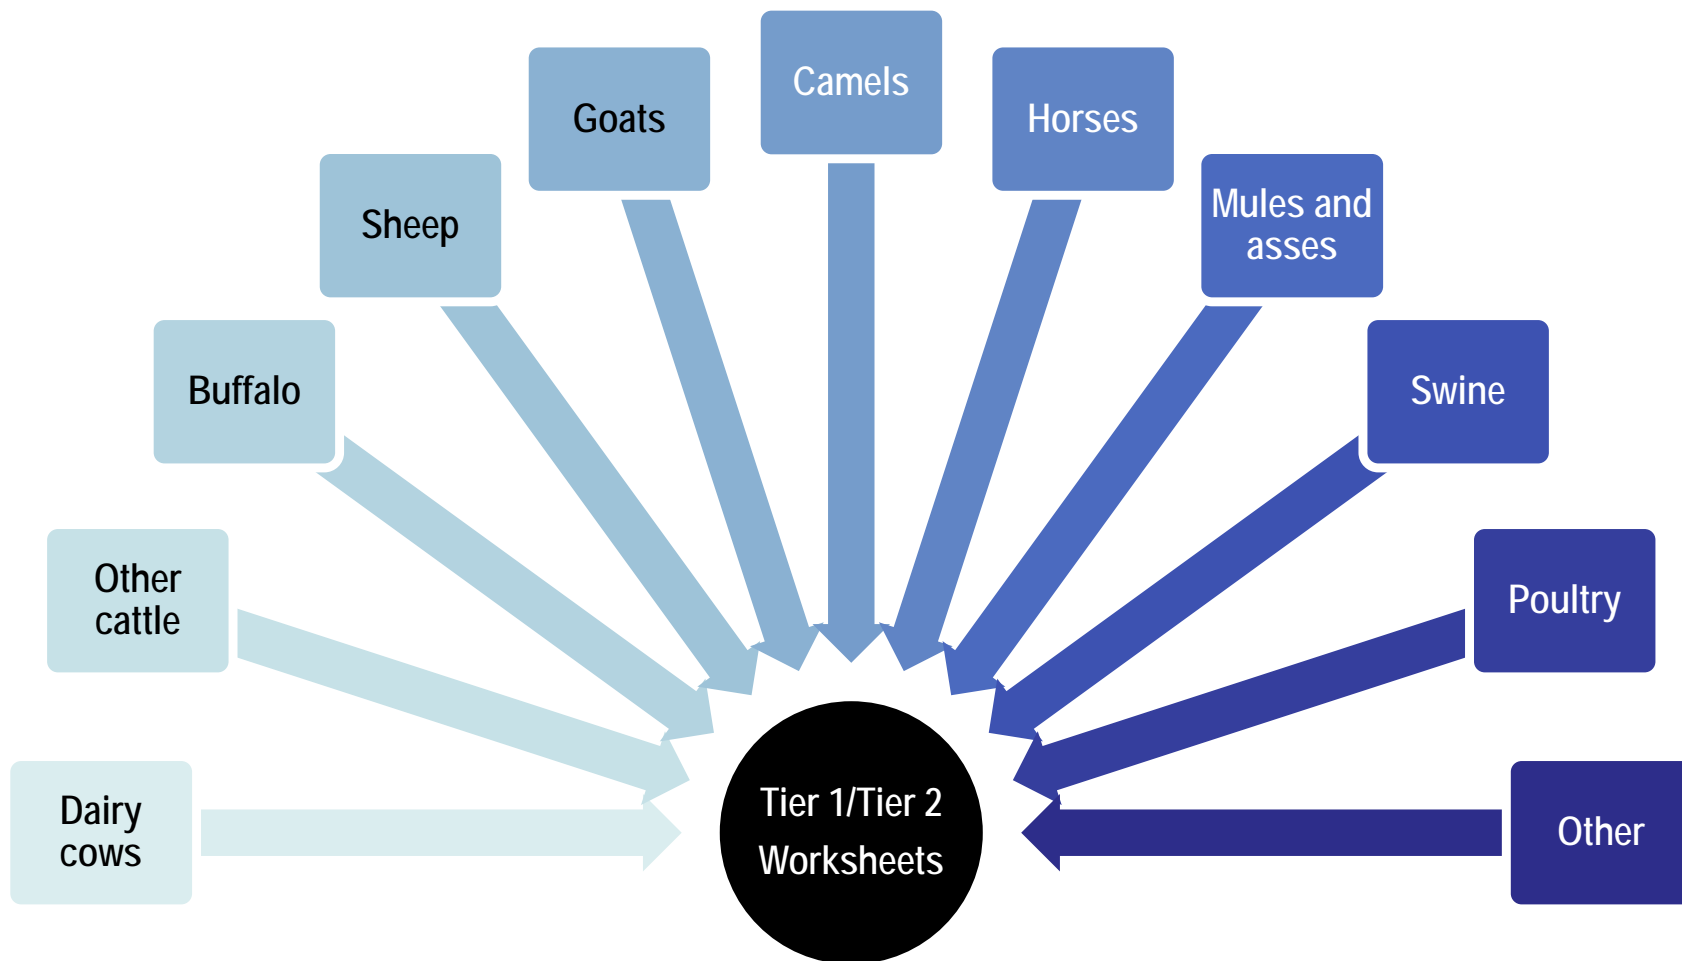 Camels
Goats
Horses
Sheep
Mules and
asses
Buffalo
Swine
Other
cattle
Poultry
Dairy
cows
Tier 1/Tier 2
Worksheets
Other